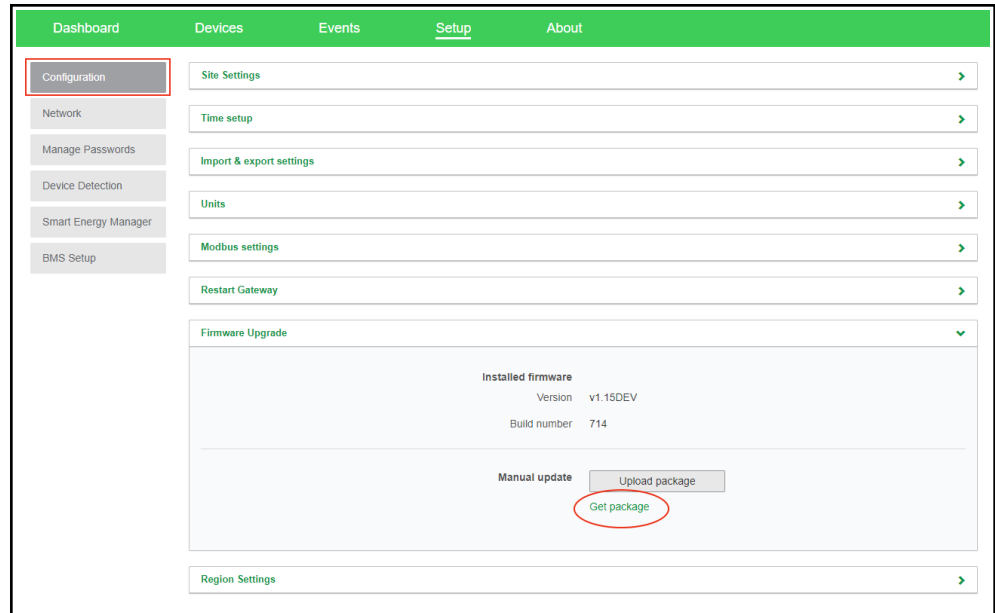 Dashboard Devices Events Setup About
Configuration
Network
Manage Passwords
Device Detection
Smart Energy Manager
BMS Setup
Site Settings
Time setup
Import & export settings
Units
Modbus settings
Restart Gateway
Firmware Upgrade
Installed firmware
Version v1.15DEV
Build number 714
Manual update Upload package
Get package
Region Settings